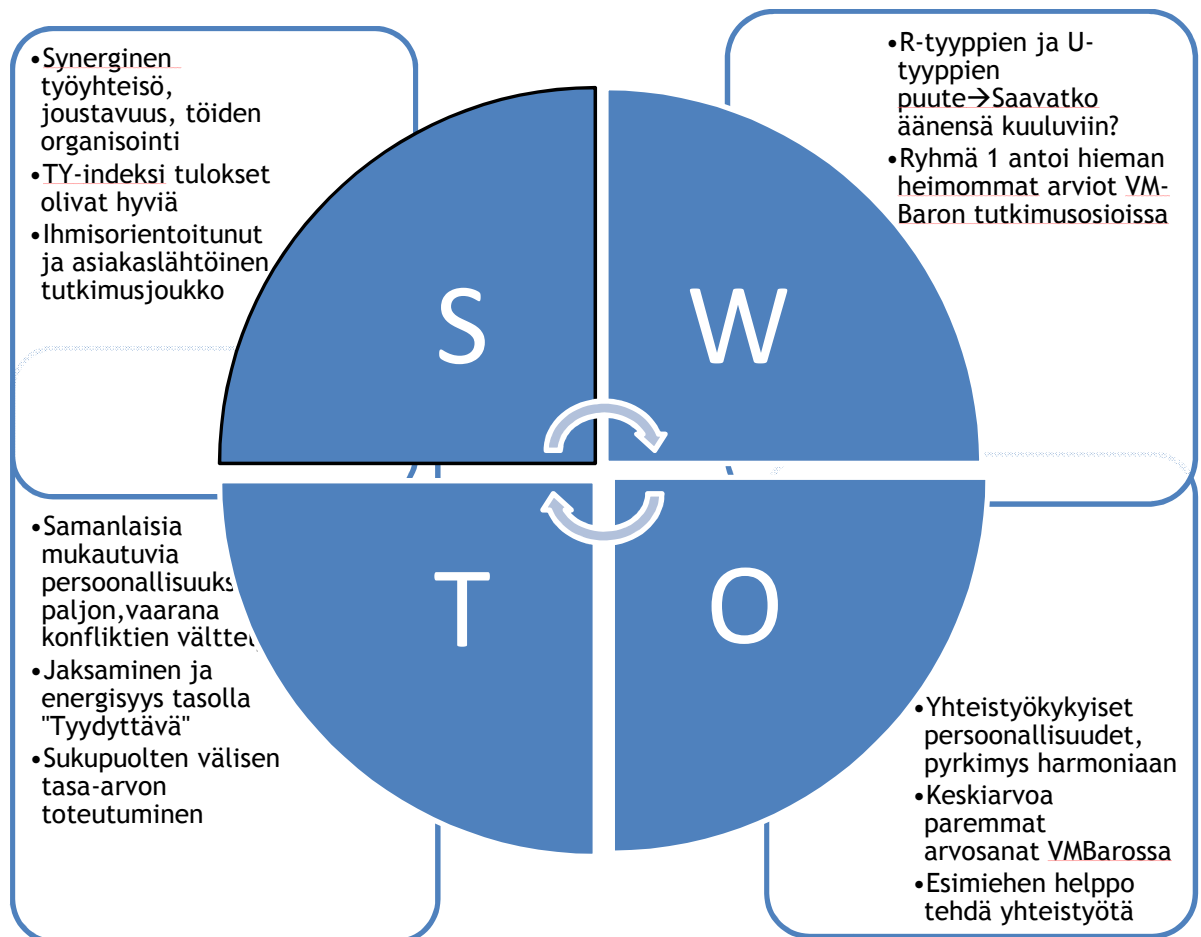 •Synerginen
työyhteisö,
joustavuus, töiden
organisointi
•TY-indeksi tulokset
olivat hyviä
•Ihmisorientoitunut
ja asiakaslähtöinen
tutkimusjoukko
•R-tyyppien ja U-
tyyppien
puute→Saavatko
äänensä kuuluviin?
•Ryhmä 1 antoi hieman
heimommat arviot VM-
Baron tutkimusosioissa
S
W
•Samanlaisia
mukautuvia
paljon,vaarana
konfliktien
•Jaksaminen ja
energisyys tasolla
"Tyydyttävä"
•Sukupuolten välisen
tasa-arvon
toteutuminen
T
O
•Yhteistyökykyiset
persoonallisuudet,
pyrkimys harmoniaan
•Keskiarvoa
paremmat
arvosanat VMBarossa
•Esimiehen helppo
tehdä yhteistyötä